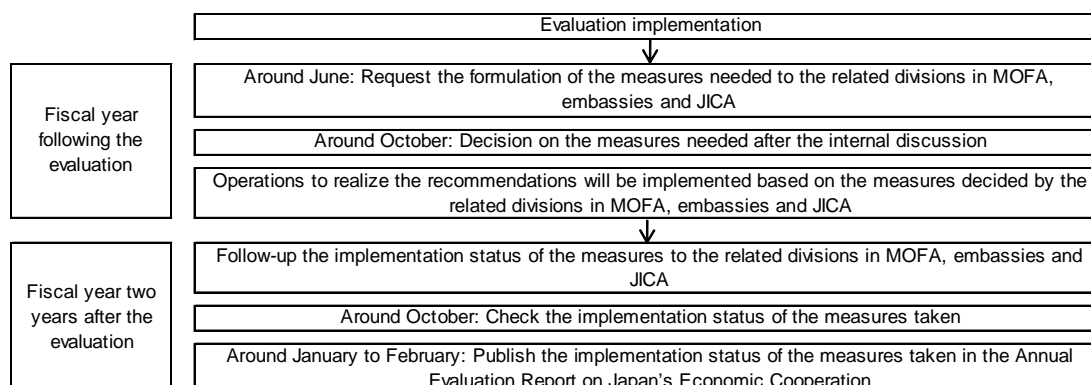 Evaluation implementation
Fiscal year
following the
evaluation
Around June: Request the formulation of the measures needed to the related divisions in MOFA,
embassies and JICA
Around October: Decision on the measures needed after the internal discussion
Operations to realize the recommendations will be implemented based on the measures decided by the
related divisions in MOFA, embassies and JICA
Fiscal year two
years after the
evaluation
Follow-up the implementation status of the measures to the related divisions in MOFA, embassies and
JICA
Around October: Check the implementation status of the measures taken
Around January to February: Publish the implementation status of the measures taken in the Annual
Evaluation Report on Japan's Economic Cooperation